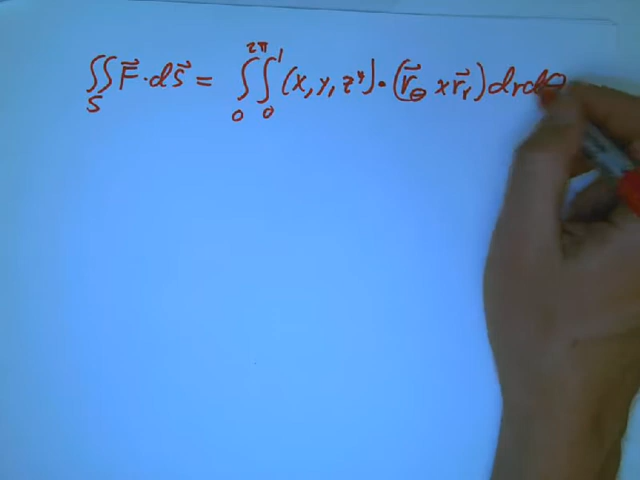 ∬_S F⃗·dS⃗ = ∫_0^{2π} ∫_0^1 (x, y, z⁴)·(r⃗_θ × r⃗_r) dr dθ